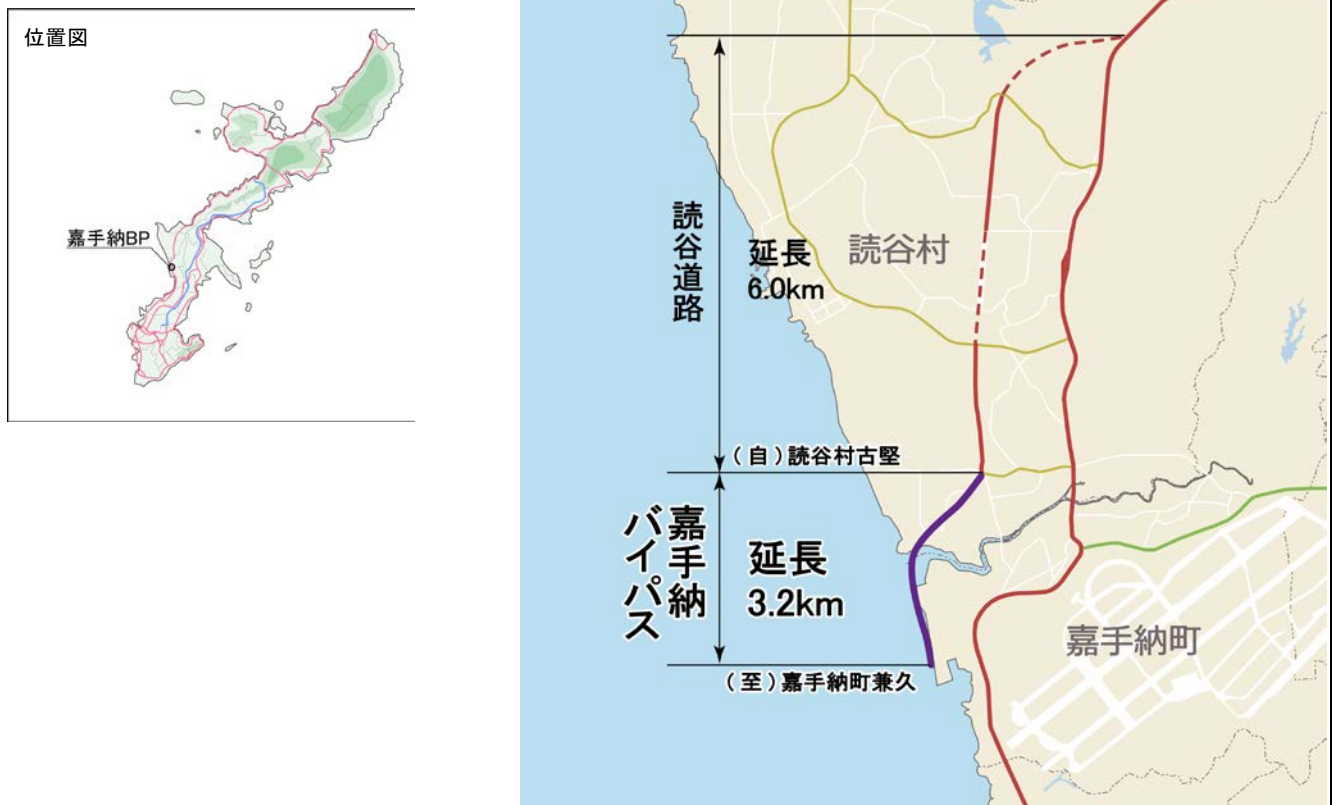 位置図
嘉手納BP
読谷道路
延長
6.0km
読谷村
（自）読谷村古堅
嘉手納
バイパス
延長
3.2km
嘉手納町
（至）嘉手納町兼久